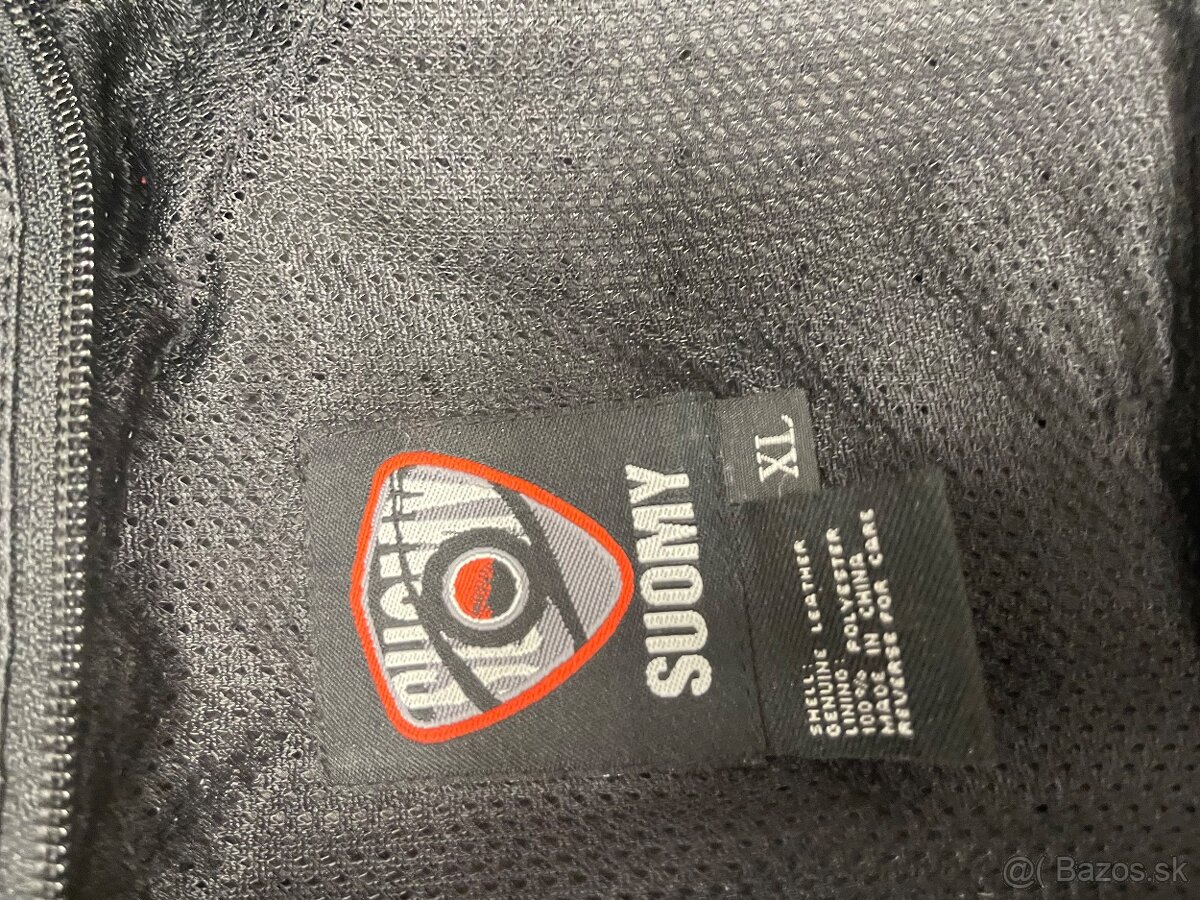 SUOMY
XL
SHELL:
GENUINE LEATHER
LINING:
100% POLYESTER
MADE IN CHINA
REVERSE FOR CARE
@( Bazos.sk